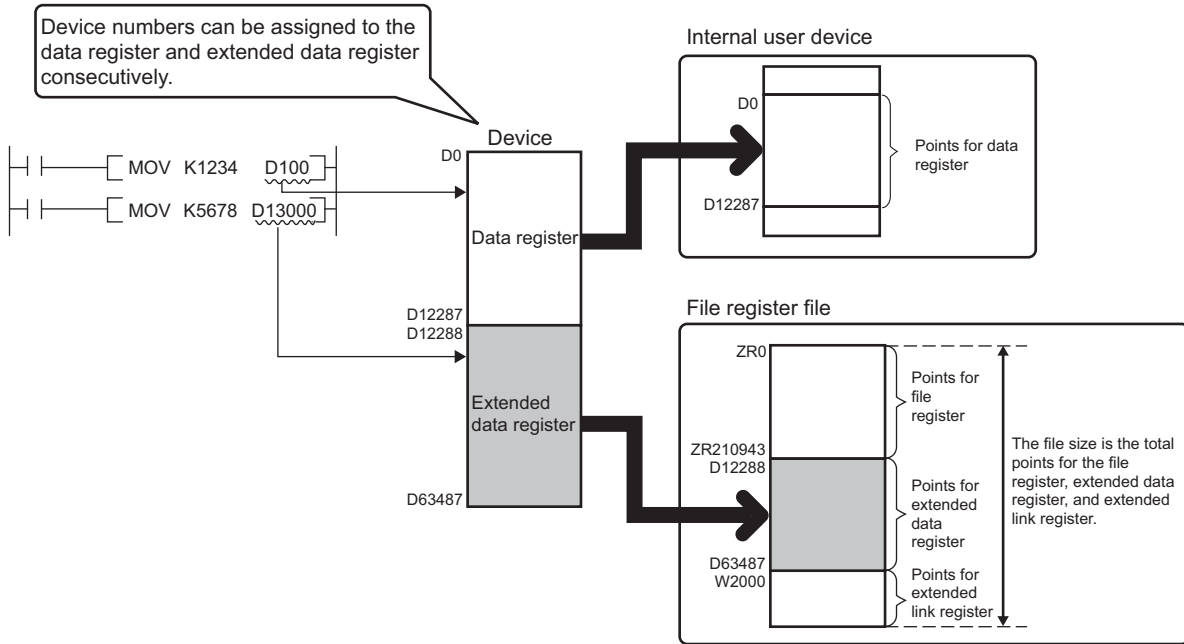 Device numbers can be assigned to the
data register and extended data register
consecutively.
Internal user device
Device
D0
D0
Points for data
register
D12287
MOV K1234 D100
MOV K5678 D13000
Data register
D12287
D12288
Extended
data register
D63487
File register file
ZR0
Points for
file
register
ZR210943
D12288
Points for
extended
data
register
D63487
W2000
Points for
extended
link register
The file size is the total
points for the file
register, extended data
register, and extended
link register.